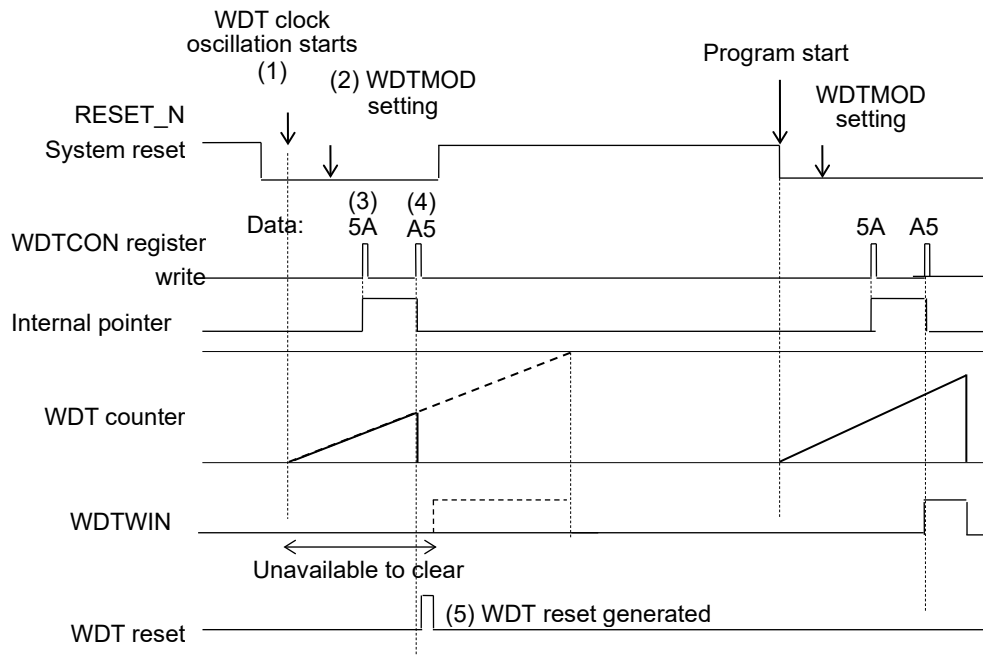 WDT clock
oscillation starts
(1)
(2) WDTMOD
setting
Program start
WDTMOD
setting
RESET_N
System reset
Data:
(3)
5A
(4)
A5
5A
A5
WDTCON register
write
Internal pointer
WDT counter
WDTWIN
Unavailable to clear
(5) WDT reset generated
WDT reset